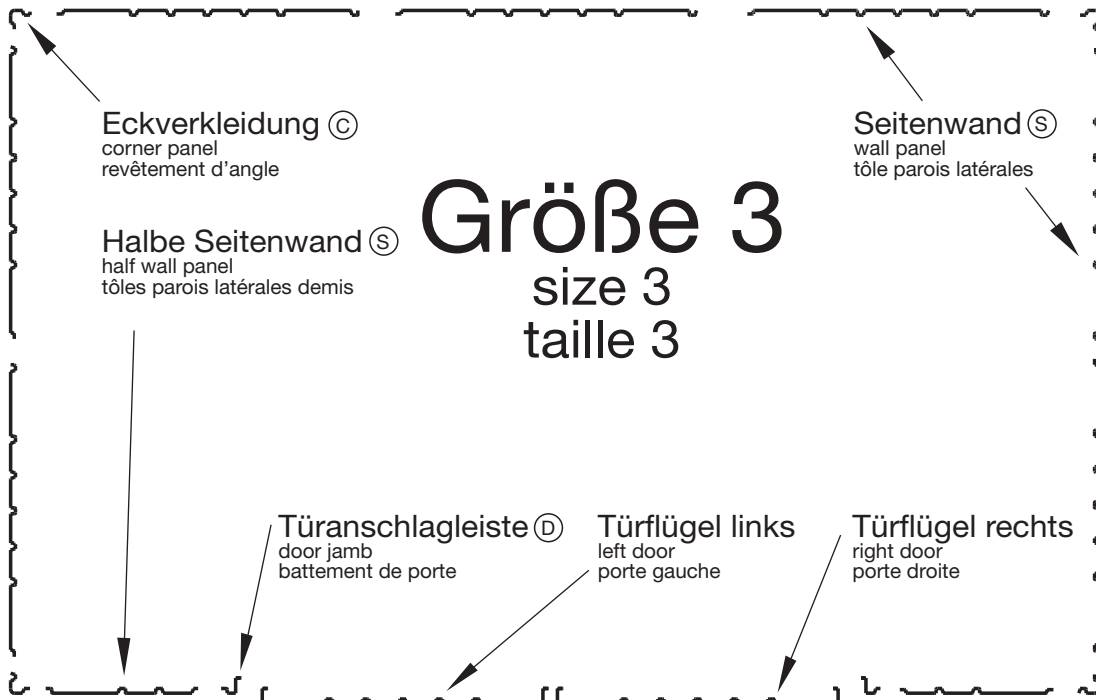 Eckverkleidung Ⓒ
corner panel
revêtement d’angle
Seitenwand Ⓢ
wall panel
tôle parois latérales
Größe 3
size 3
taille 3
Halbe Seitenwand Ⓢ
half wall panel
tôles parois latérales demis
Türanschlagleiste Ⓓ
door jamb
battement de porte
Türflügel links
left door
porte gauche
Türflügel rechts
right door
porte droite